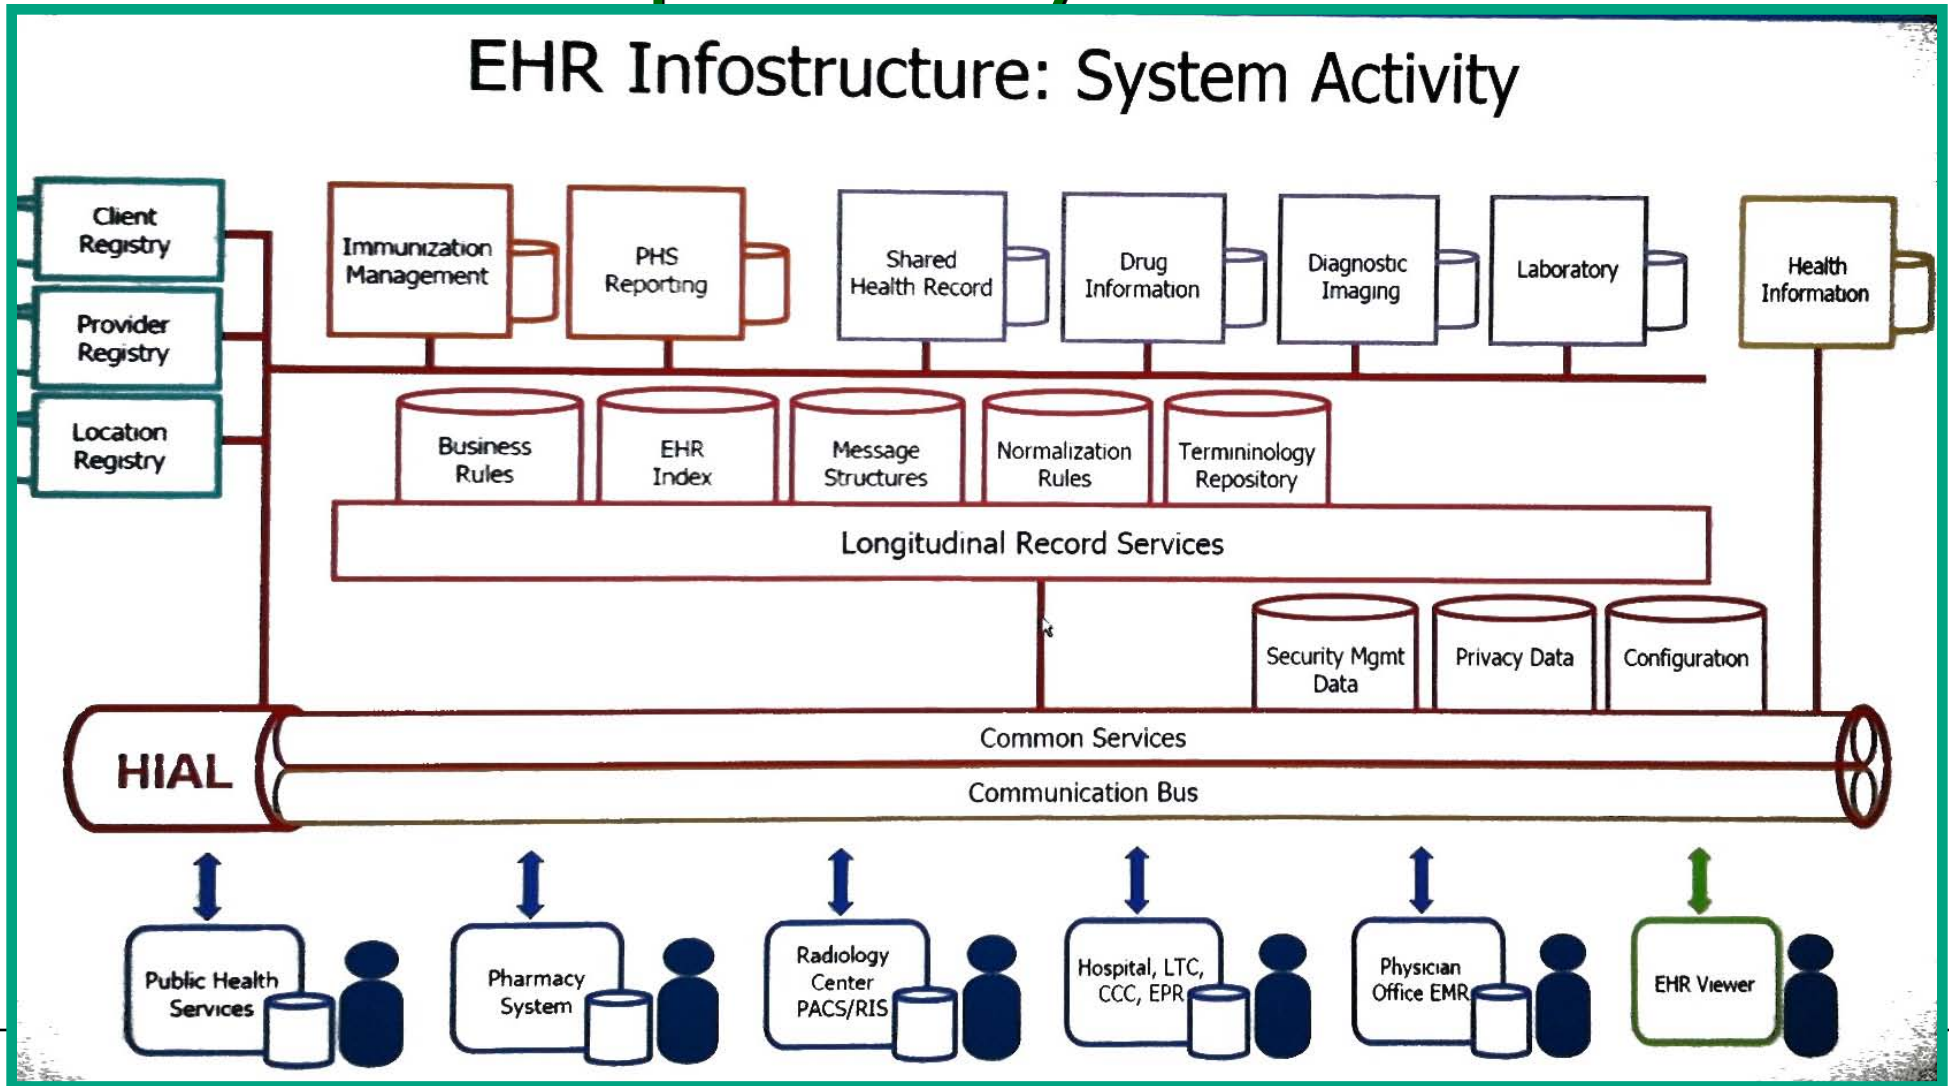 EHR Infostructure: System Activity
Client
Registry
Provider
Registry
Location
Registry
Immunization
Management
PHS
Reporting
Shared
Health Record
Drug
Information
Diagnostic
Imaging
Laboratory
Health
Information
Business
Rules
EHR
Index
Message
Structures
Normalization
Rules
Termininology
Repository
Longitudinal Record Services
Security Mgmt
Data
Privacy Data
Configuration
HIAL
Common Services
Communication Bus
Public Health
Services
Pharmacy
System
Radiology
Center
PACS/RIS
Hospital, LTC,
CCC, EPR
Physician
Office EMR
EHR Viewer